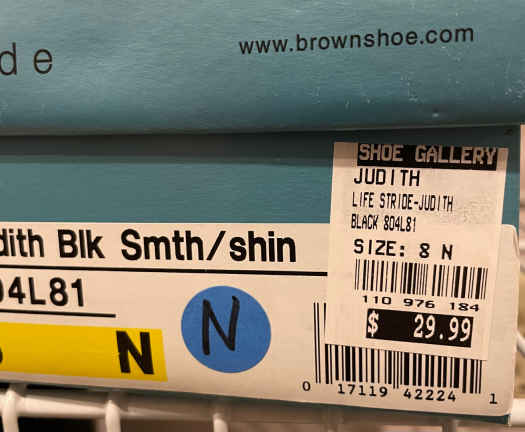 de
www.brownshoe.com
SHOE GALLERY
JUDITH
LIFE STRIDE-JUDITH
BLACK 804L81
SIZE: 8 N
110 976 184
$ 29.99
dith Blk Smth/shin
04L81
N
N
0 17119 42224 1